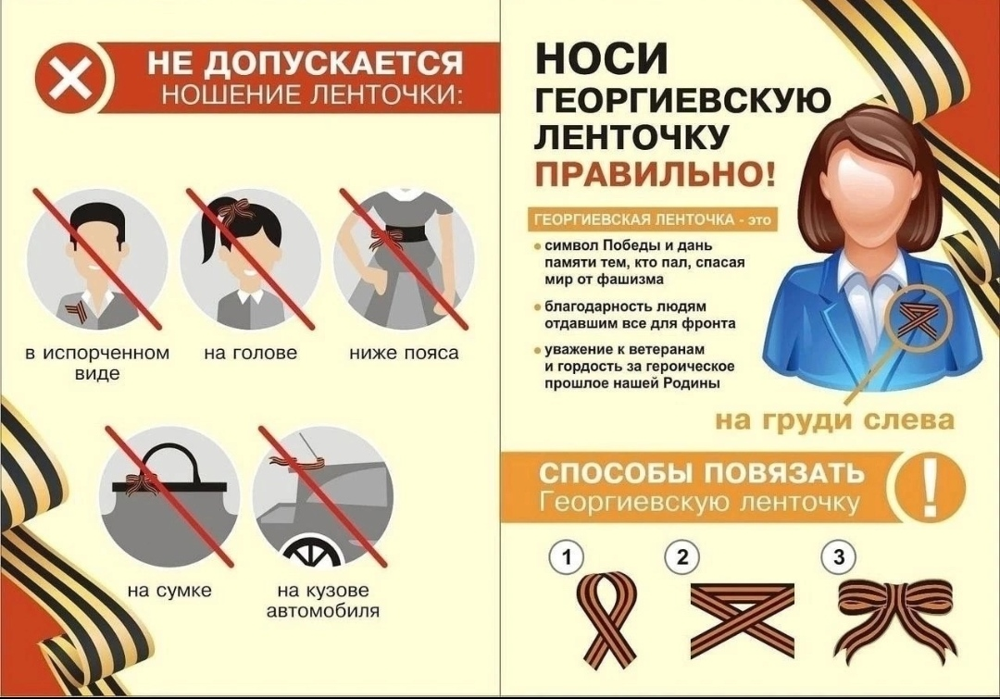 НЕ ДОПУСКАЕТСЯ
НОШЕНИЕ ЛЕНТОЧКИ:
в испорченном
виде
на голове
ниже пояса
на сумке
на кузове
автомобиля
НОСИ
ГЕОРГИЕВСКУЮ
ЛЕНТОЧКУ
ПРАВИЛЬНО!
ГЕОРГИЕВСКАЯ ЛЕНТОЧКА - это
• символ Победы и дань
памяти тем, кто пал, спасая
мир от фашизма
• благодарность людям
отдавшим все для фронта
• уважение к ветеранам
и гордость за героическое
прошлое нашей Родины
на груди слева
СПОСОБЫ ПОВЯЗАТЬ
Георгиевскую ленточку
!
1
2
3